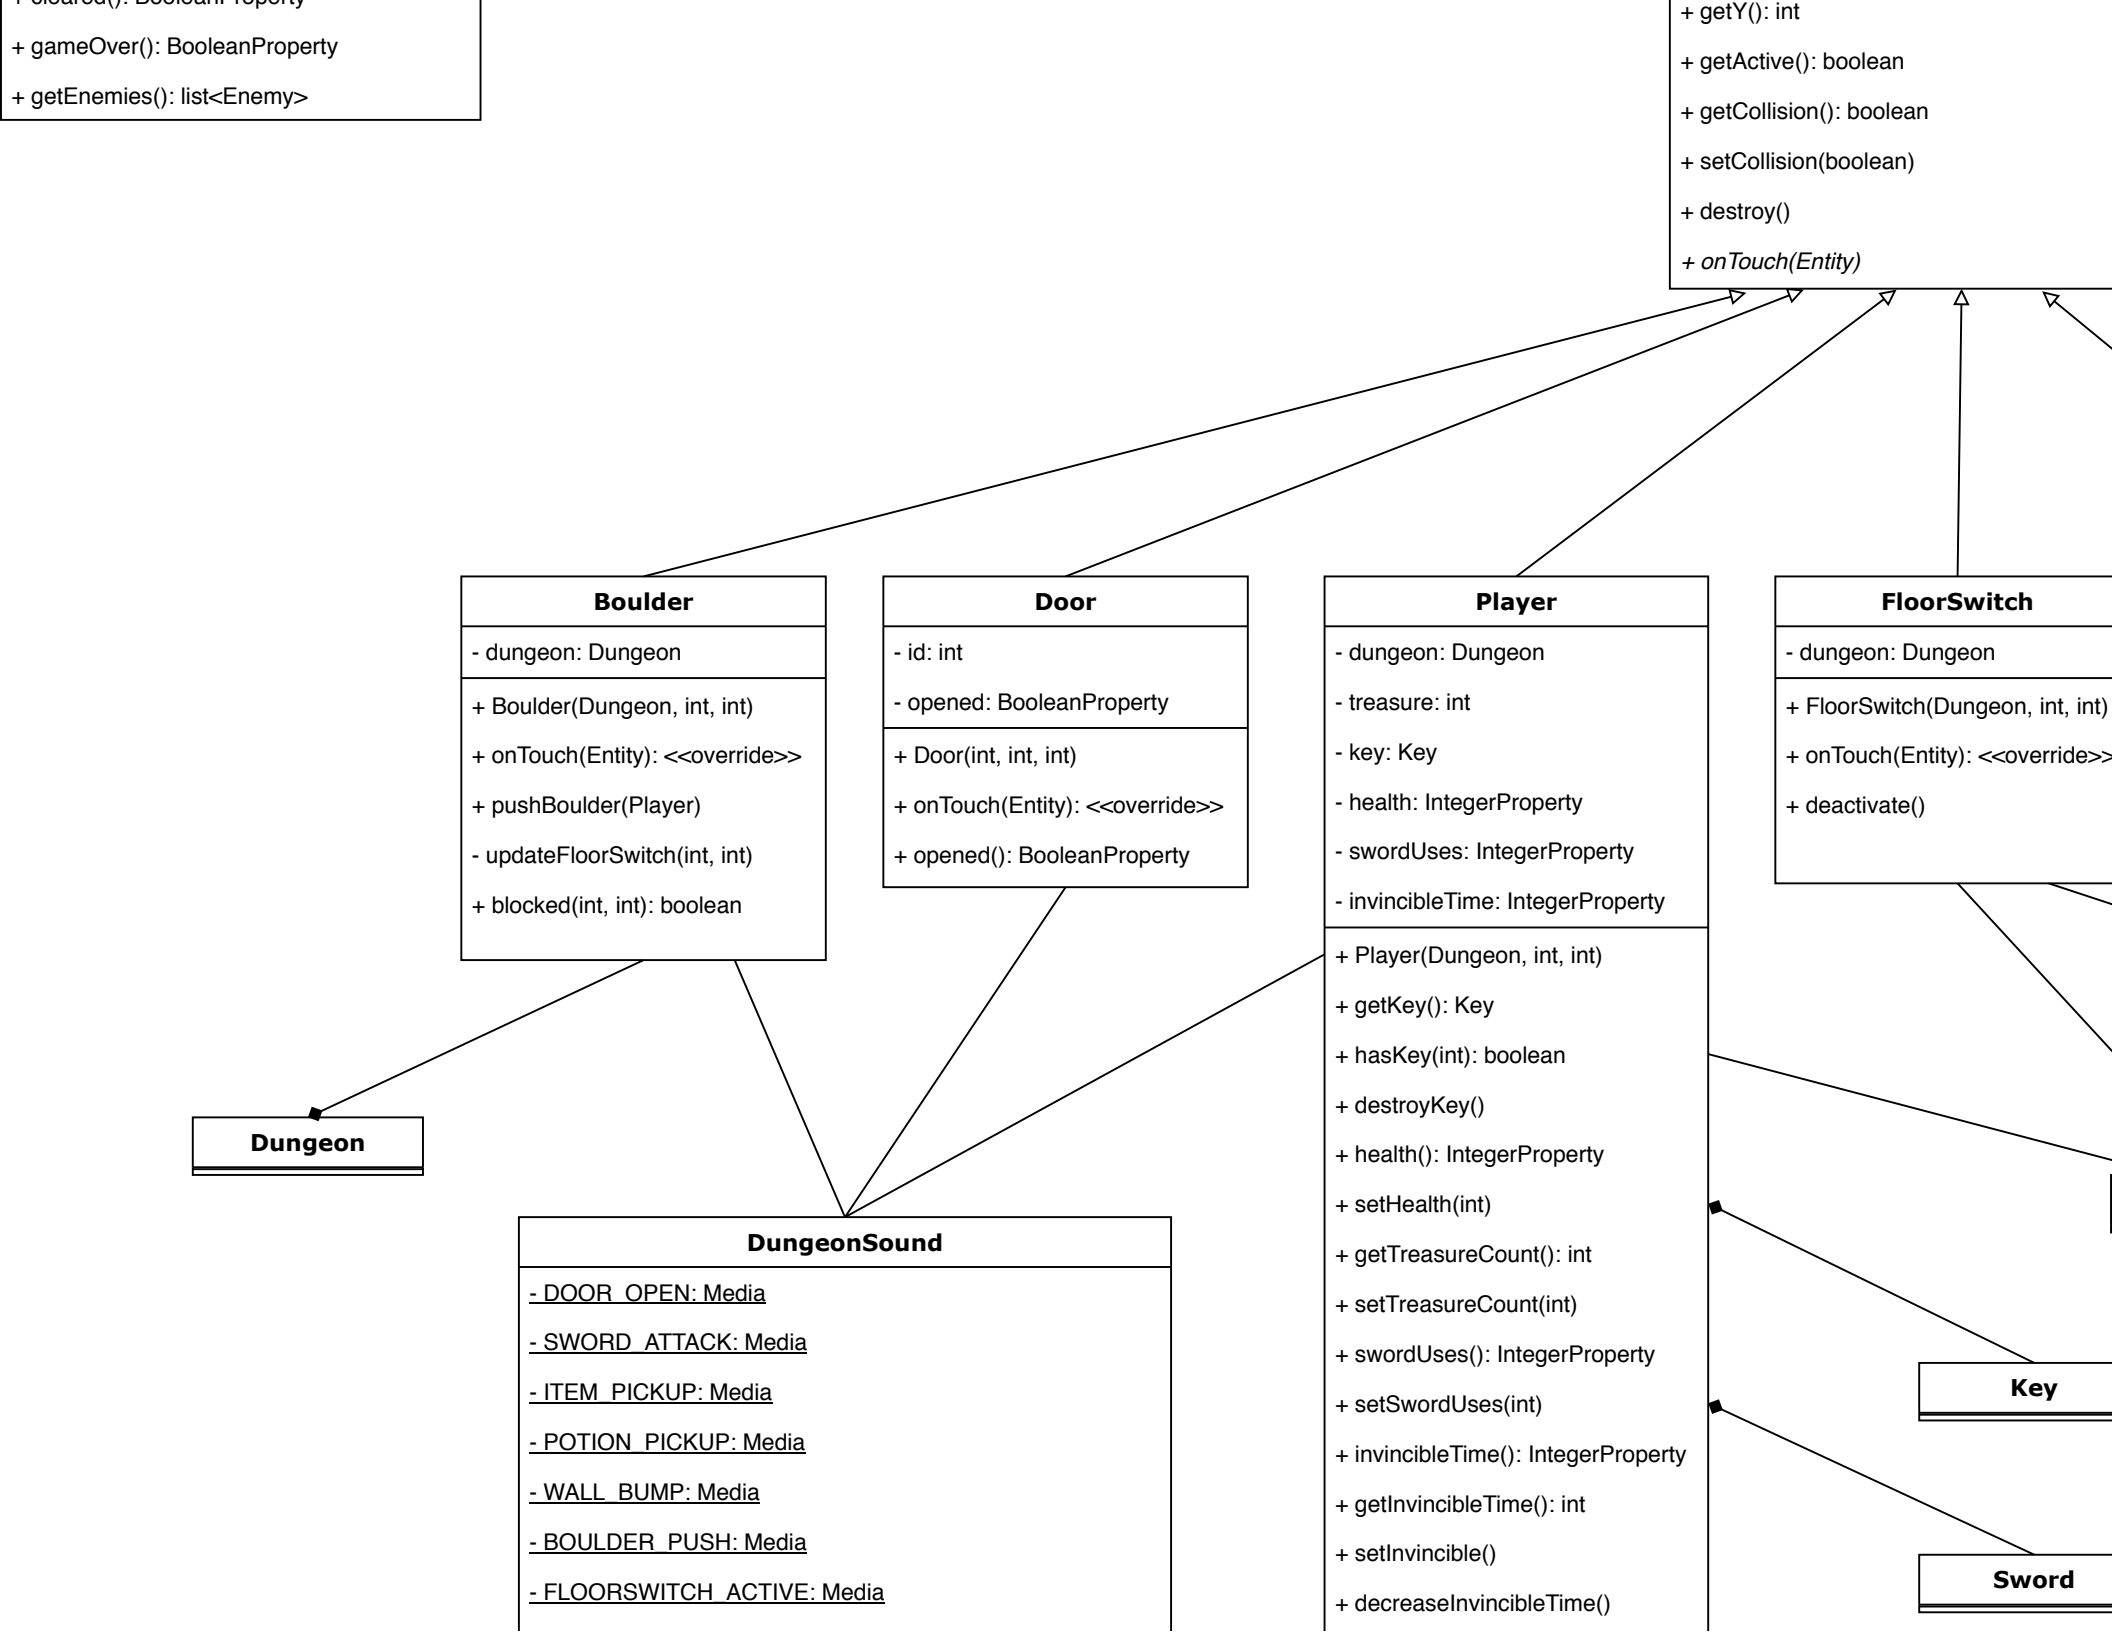 + cleared(): BooleanProperty
+ gameOver(): BooleanProperty
+ getEnemies(): list<Enemy>
+ getY(): int
+ getActive(): boolean
+ getCollision(): boolean
+ setCollision(boolean)
+ destroy()
+ onTouch(Entity)
Boulder
- dungeon: Dungeon
+ Boulder(Dungeon, int, int)
+ onTouch(Entity): <<override>>
+ pushBoulder(Player)
- updateFloorSwitch(int, int)
+ blocked(int, int): boolean
Door
- id: int
- opened: BooleanProperty
+ Door(int, int, int)
+ onTouch(Entity): <<override>>
+ opened(): BooleanProperty
Player
- dungeon: Dungeon
- treasure: int
- key: Key
- health: IntegerProperty
- swordUses: IntegerProperty
- invincibleTime: IntegerProperty
+ Player(Dungeon, int, int)
+ getKey(): Key
+ hasKey(int): boolean
+ destroyKey()
+ health(): IntegerProperty
+ setHealth(int)
+ getTreasureCount(): int
+ setTreasureCount(int)
+ swordUses(): IntegerProperty
+ setSwordUses(int)
+ invincibleTime(): IntegerProperty
+ getInvincibleTime(): int
+ setInvincible()
+ decreaseInvincibleTime()
FloorSwitch
- dungeon: Dungeon
+ FloorSwitch(Dungeon, int, int)
+ onTouch(Entity): <<override>>
+ deactivate()
Dungeon
DungeonSound
- DOOR_OPEN: Media
- SWORD_ATTACK: Media
- ITEM_PICKUP: Media
- POTION_PICKUP: Media
- WALL_BUMP: Media
- BOULDER_PUSH: Media
- FLOORSWITCH_ACTIVE: Media
Key
Sword